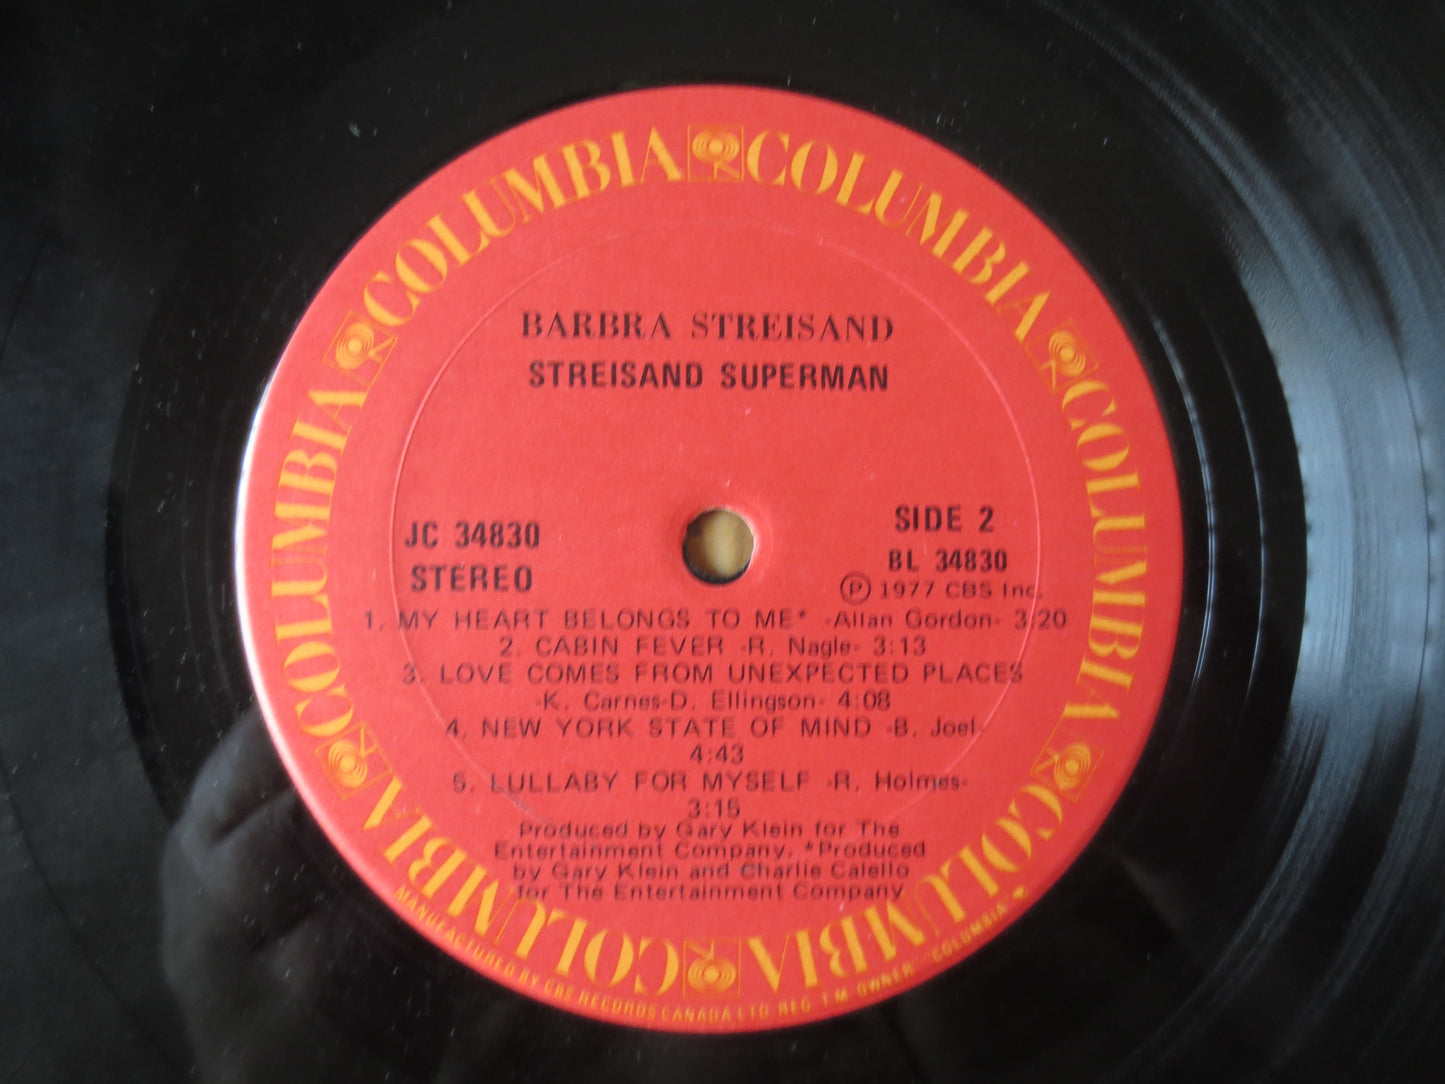 COLUMBIA COLUMBIA COLUMBIA COLUMBIA COLUMBIA COLUMBIA
BARBRA STREISAND
STREISAND SUPERMAN
JC 34830
STEREO
SIDE 2
BL 34830
Ⓟ 1977 CBS Inc.
1. MY HEART BELONGS TO ME* -Allan Gordon- 3:20
2. CABIN FEVER -R. Nagle- 3:13
3. LOVE COMES FROM UNEXPECTED PLACES
-K. Carnes-D. Ellingson- 4:08
4. NEW YORK STATE OF MIND -B. Joel-
4:43
5. LULLABY FOR MYSELF -R. Holmes-
3:15
Produced by Gary Klein for The
Entertainment Company. *Produced
by Gary Klein and Charlie Calello
for The Entertainment Company
MANUFACTURED BY CBS RECORDS CANADA LTD REG. T.M. OWNER "COLUMBIA"